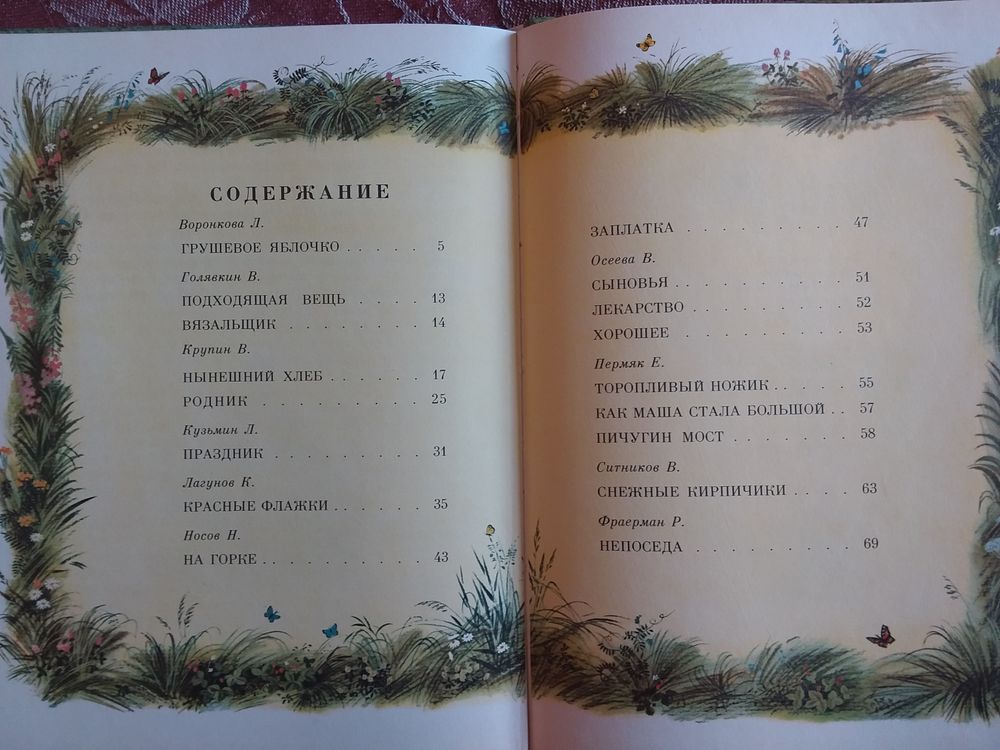 СОДЕРЖАНИЕ
Воронкова Л.
ГРУШЕВОЕ ЯБЛОЧКО . . . . . 5
Голявкин В.
ПОДХОДЯЩАЯ ВЕЩЬ . . . . 13
ВЯЗАЛЬЩИК . . . . . . . 14
Крупин В.
НЫНЕШНИЙ ХЛЕБ . . . . . . 17
РОДНИК . . . . . . . . . 25
Кузьмин Л.
ПРАЗДНИК . . . . . . . . 31
Лагунов К.
КРАСНЫЕ ФЛАЖКИ . . . . . . 35
Носов Н.
НА ГОРКЕ . . . . . . . . . 43
ЗАПЛАТКА . . . . . . . . . 47
Осеева В.
СЫНОВЬЯ . . . . . . . . . . 51
ЛЕКАРСТВО . . . . . . . . . 52
ХОРОШЕЕ . . . . . . . . . 53
Пермяк Е.
ТОРОПЛИВЫЙ НОЖИК . . . . . 55
КАК МАША СТАЛА БОЛЬШОЙ . . 57
ПИЧУГИН МОСТ . . . . . . . 58
Ситников В.
СНЕЖНЫЕ КИРПИЧИКИ . . . . 63
Фраерман Р.
НЕПОСЕДА . . . . . . . . . 69